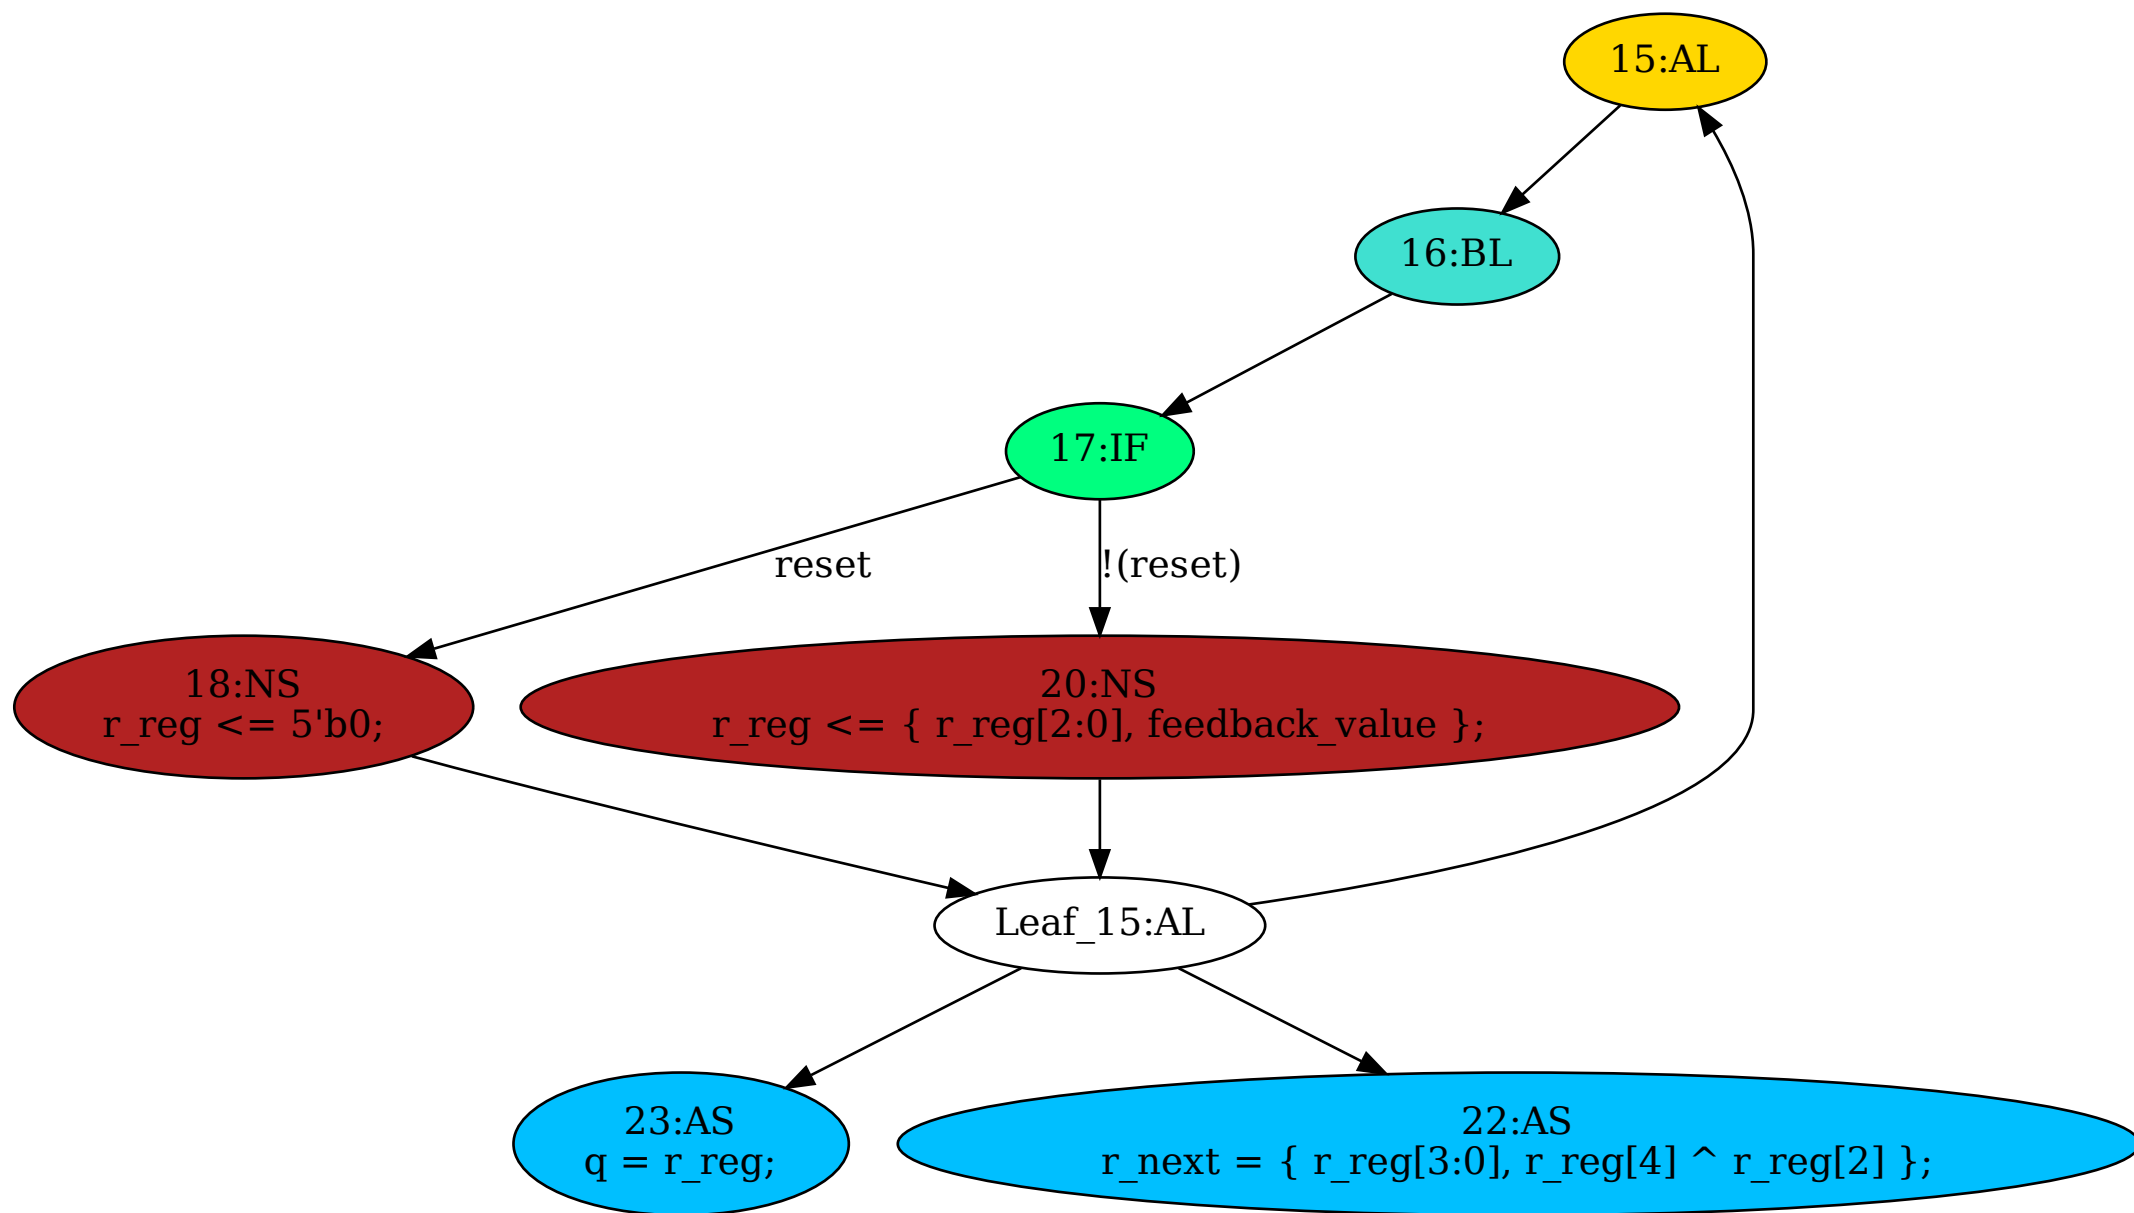 15:AL
16:BL
17:IF
reset
!(reset)
18:NS
r_reg <= 5'b0;
20:NS
r_reg <= { r_reg[2:0], feedback_value };
Leaf_15:AL
23:AS
q = r_reg;
22:AS
r_next = { r_reg[3:0], r_reg[4] ^ r_reg[2] };